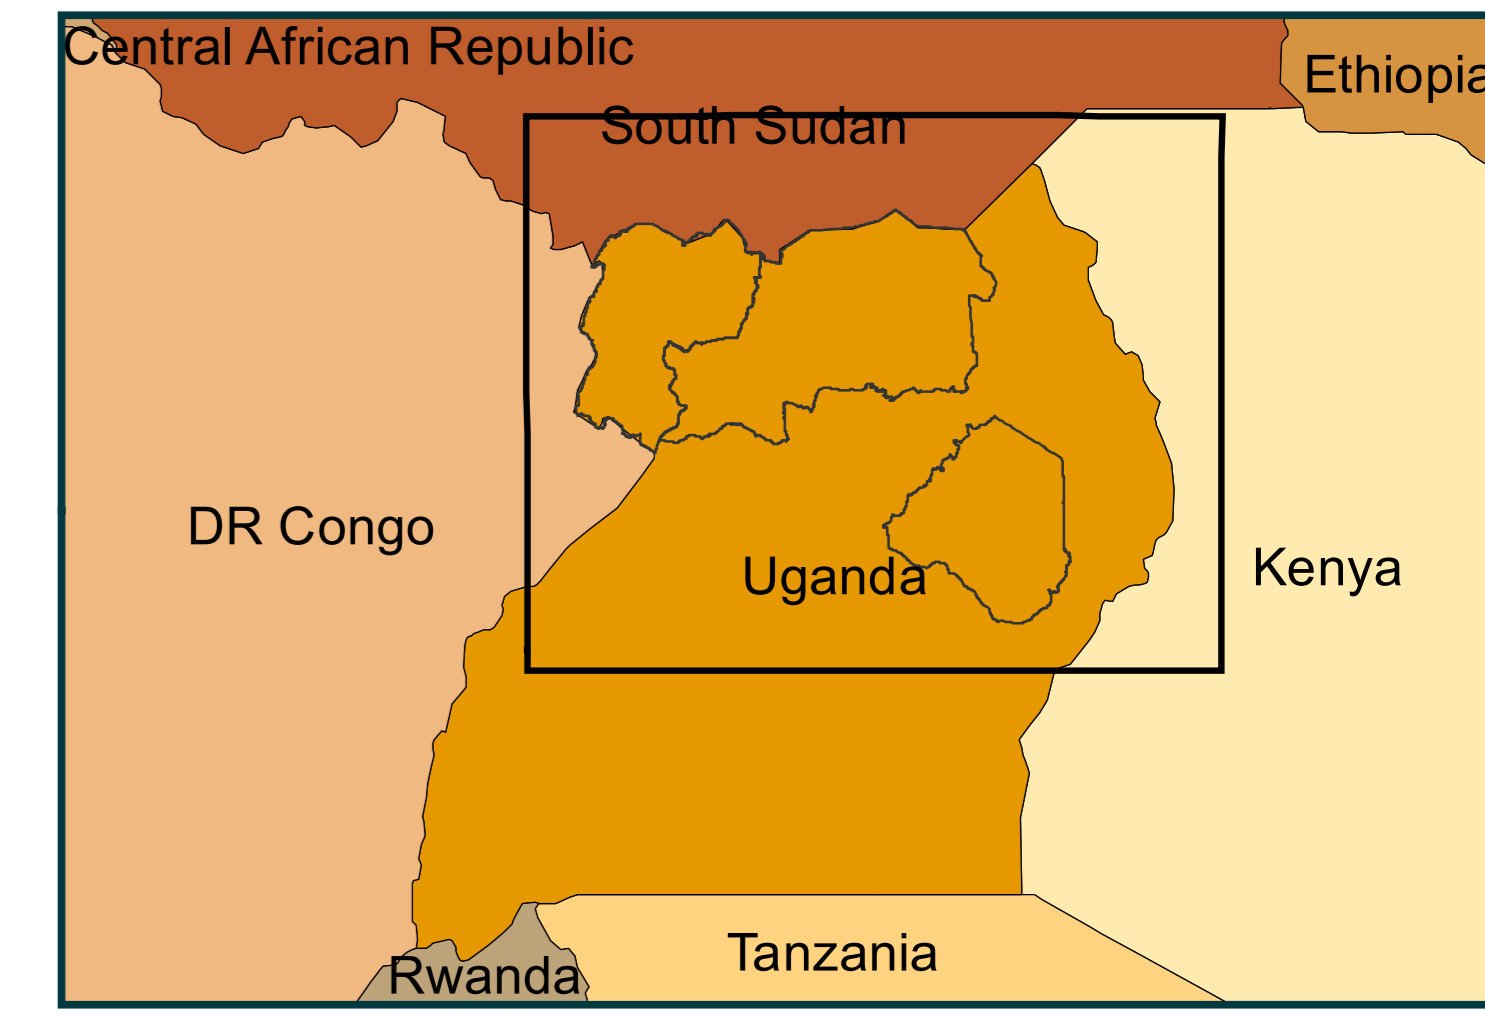 Central African Republic
Ethiopia
South Sudan
DR Congo
Uganda
Kenya
Tanzania
Rwanda